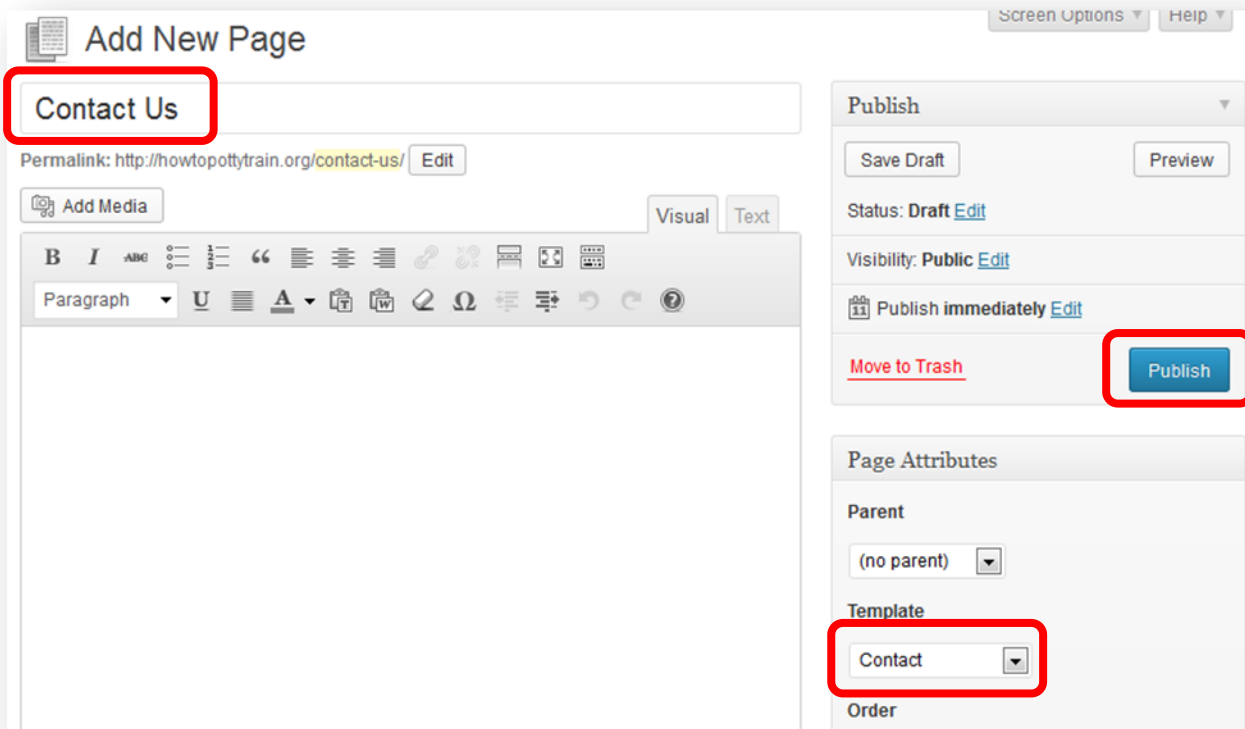 Screen Options Help
Add New Page
Contact Us
Permalink: http://howtopottytrain.org/contact-us/ Edit
Add Media
Visual Text
B I ABC
Paragraph U A T W Ω
Publish
Save Draft Preview
Status: Draft Edit
Visibility: Public Edit
11 Publish immediately Edit
Move to Trash Publish
Page Attributes
Parent
(no parent)
Template
Contact
Order